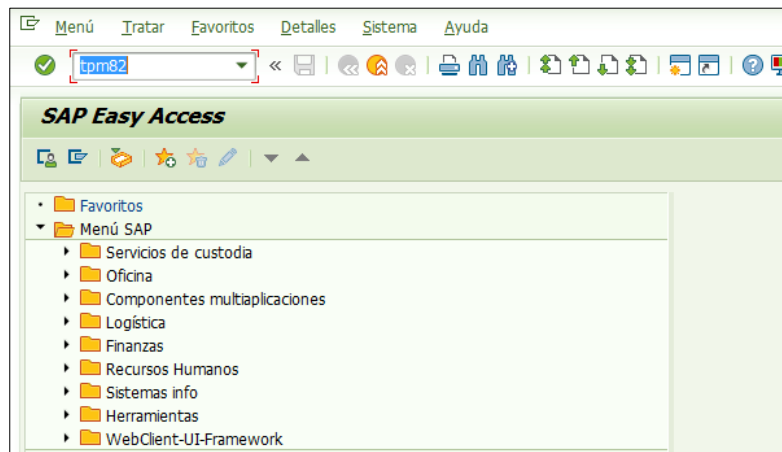 Menú Tratar Favoritos Detalles Sistema Ayuda
tpm82
SAP Easy Access
Favoritos
Menú SAP
Servicios de custodia
Oficina
Componentes multiaplicaciones
Logística
Finanzas
Recursos Humanos
Sistemas info
Herramientas
WebClient-UI-Framework